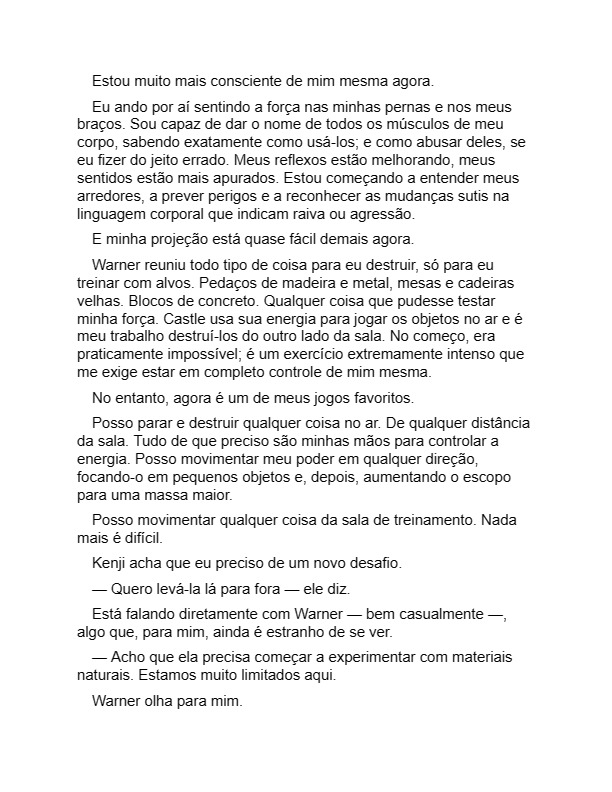 Estou muito mais consciente de mim mesma agora.
Eu ando por aí sentindo a força nas minhas pernas e nos meus
braços. Sou capaz de dar o nome de todos os músculos de meu
corpo, sabendo exatamente como usá-los; e como abusar deles, se
eu fizer do jeito errado. Meus reflexos estão melhorando, meus
sentidos estão mais apurados. Estou começando a entender meus
arredores, a prever perigos e a reconhecer as mudanças sutis na
linguagem corporal que indicam raiva ou agressão.
E minha projeção está quase fácil demais agora.
Warner reuniu todo tipo de coisa para eu destruir, só para eu
treinar com alvos. Pedaços de madeira e metal, mesas e cadeiras
velhas. Blocos de concreto. Qualquer coisa que pudesse testar
minha força. Castle usa sua energia para jogar os objetos no ar e é
meu trabalho destruí-los do outro lado da sala. No começo, era
praticamente impossível; é um exercício extremamente intenso que
me exige estar em completo controle de mim mesma.
No entanto, agora é um de meus jogos favoritos.
Posso parar e destruir qualquer coisa no ar. De qualquer distância
da sala. Tudo de que preciso são minhas mãos para controlar a
energia. Posso movimentar meu poder em qualquer direção,
focando-o em pequenos objetos e, depois, aumentando o escopo
para uma massa maior.
Posso movimentar qualquer coisa da sala de treinamento. Nada
mais é difícil.
Kenji acha que eu preciso de um novo desafio.
— Quero levá-la lá para fora — ele diz.
Está falando diretamente com Warner — bem casualmente —,
algo que, para mim, ainda é estranho de se ver.
— Acho que ela precisa começar a experimentar com materiais
naturais. Estamos muito limitados aqui.
Warner olha para mim.